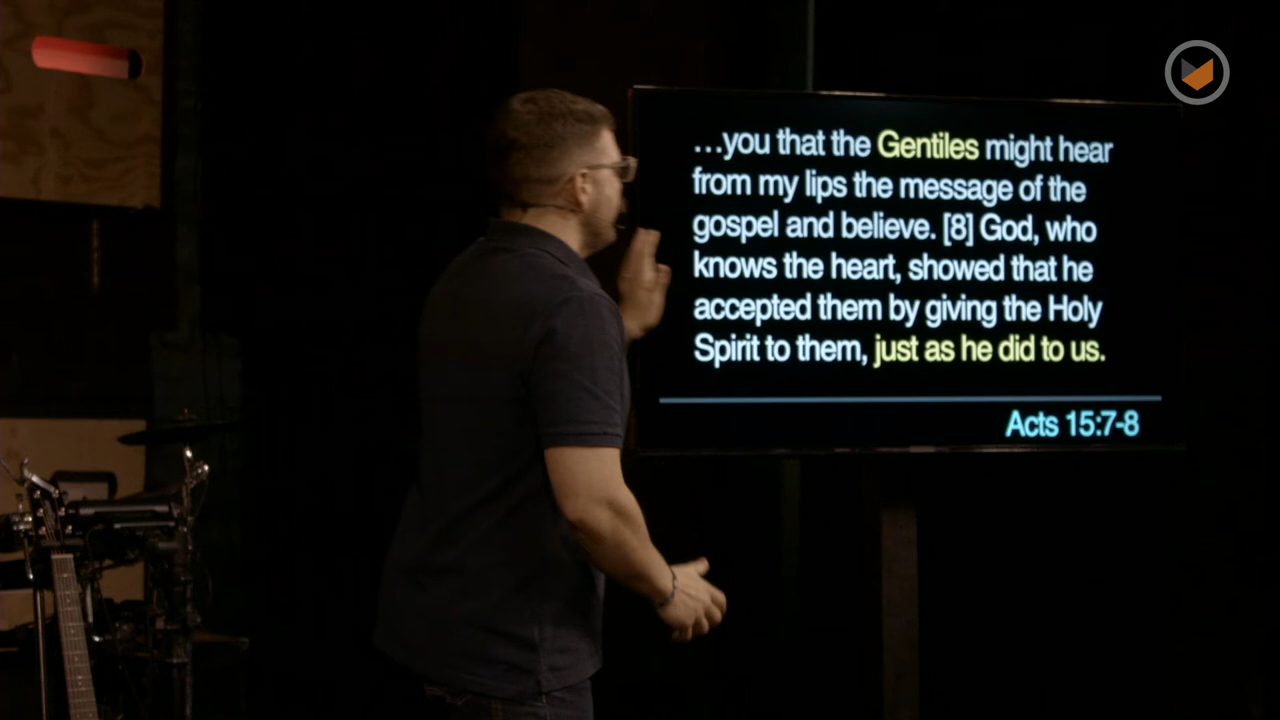 …you that the Gentiles might hear
from my lips the message of the
gospel and believe. [8] God, who
knows the heart, showed that he
accepted them by giving the Holy
Spirit to them, just as he did to us.
Acts 15:7-8